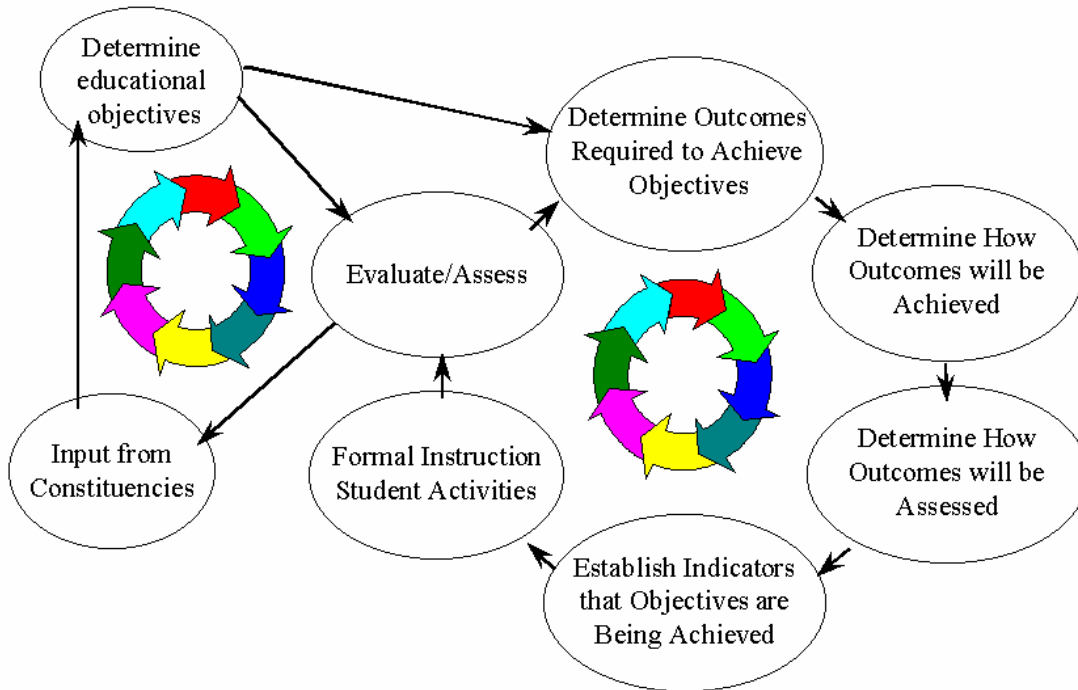 Determine
educational
objectives
Determine Outcomes
Required to Achieve
Objectives
Evaluate/Assess
Determine How
Outcomes will be
Achieved
Input from
Constituencies
Formal Instruction
Student Activities
Determine How
Outcomes will be
Assessed
Establish Indicators
that Objectives are
Being Achieved